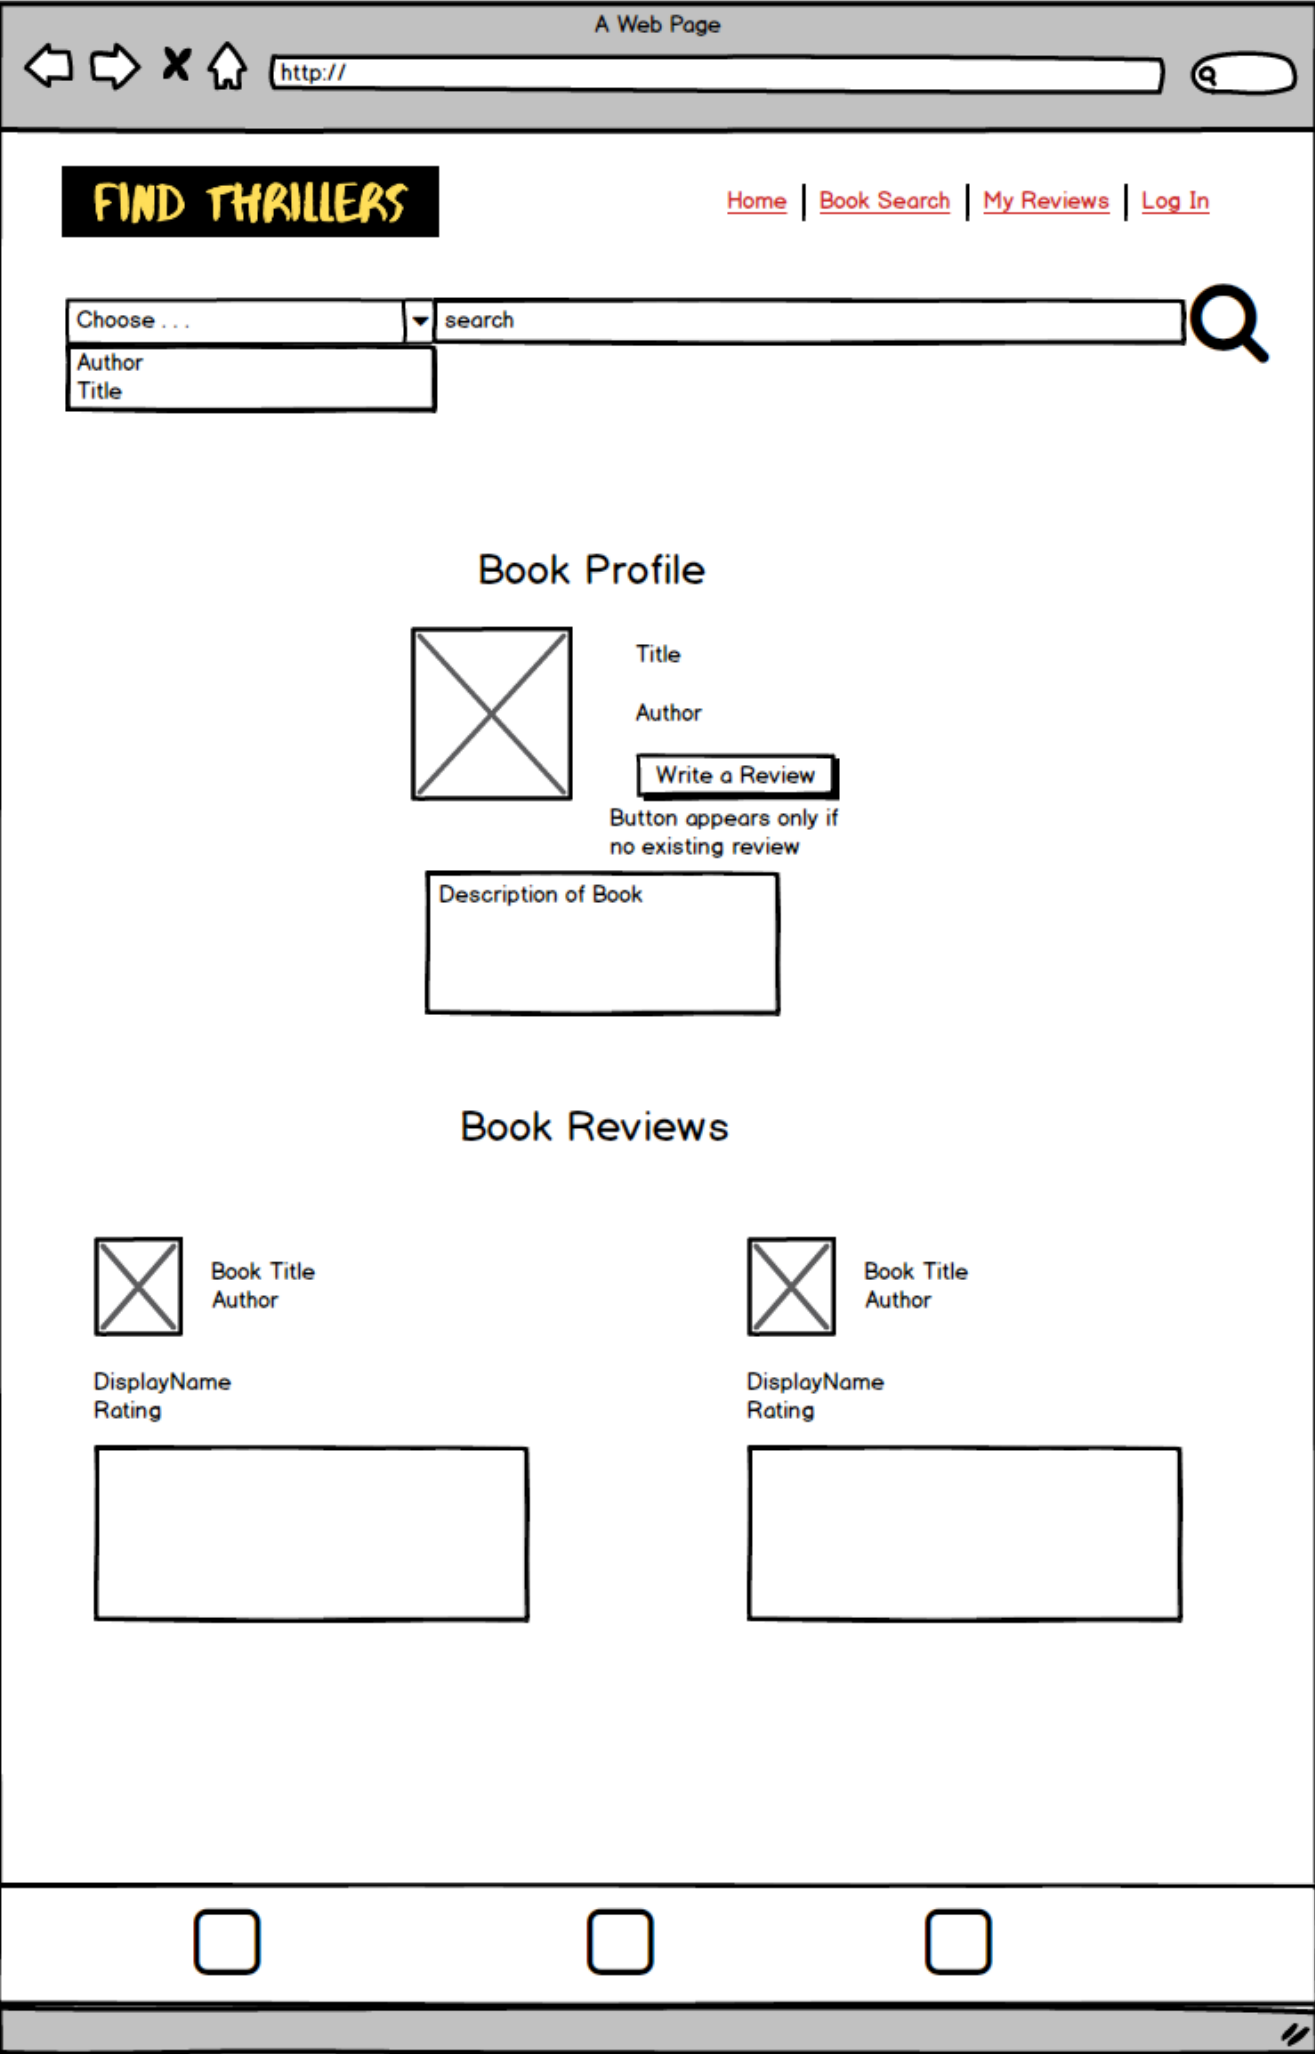 A Web Page
http://
FIND THRILLERS
Home
Book Search
My Reviews
Log In
Choose . . .
search
Author
Title
Book Profile
Title
Author
Write a Review
Button appears only if
no existing review
Description of Book
Book Reviews
Book Title
Author
DisplayName
Rating
Book Title
Author
DisplayName
Rating